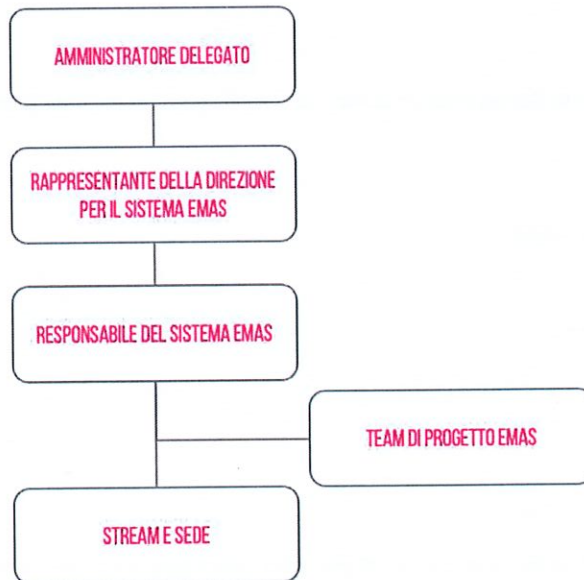 AMMINISTRATORE DELEGATO
RAPPRESENTANTE DELLA DIREZIONE
PER IL SISTEMA EMAS
RESPONSABILE DEL SISTEMA EMAS
TEAM DI PROGETTO EMAS
STREAM E SEDE